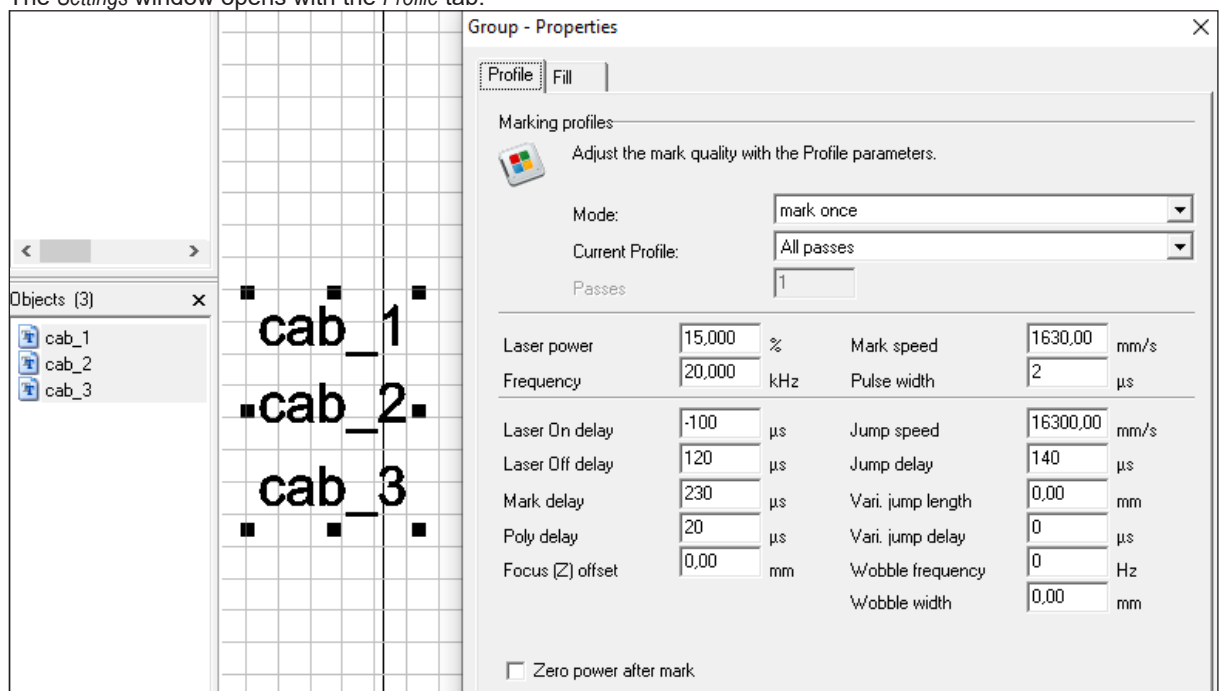 The Settings window opens with the Profile tab.
Group - Properties
Profile
Fill
Marking profiles
Adjust the mark quality with the Profile parameters.
Mode:
mark once
Current Profile:
All passes
Passes
1
Objects (3)
cab_1
cab_2
cab_3
cab_1
cab_2
cab_3
Laser power 15,000 % Mark speed 1630,00 mm/s
Frequency 20,000 kHz Pulse width 2 µs
Laser On delay -100 µs Jump speed 16300,00 mm/s
Laser Off delay 120 µs Jump delay 140 µs
Mark delay 230 µs Vari. jump length 0,00 mm
Poly delay 20 µs Vari. jump delay 0 µs
Focus (Z) offset 0,00 mm Wobble frequency 0 Hz
Wobble width 0,00 mm
Zero power after mark